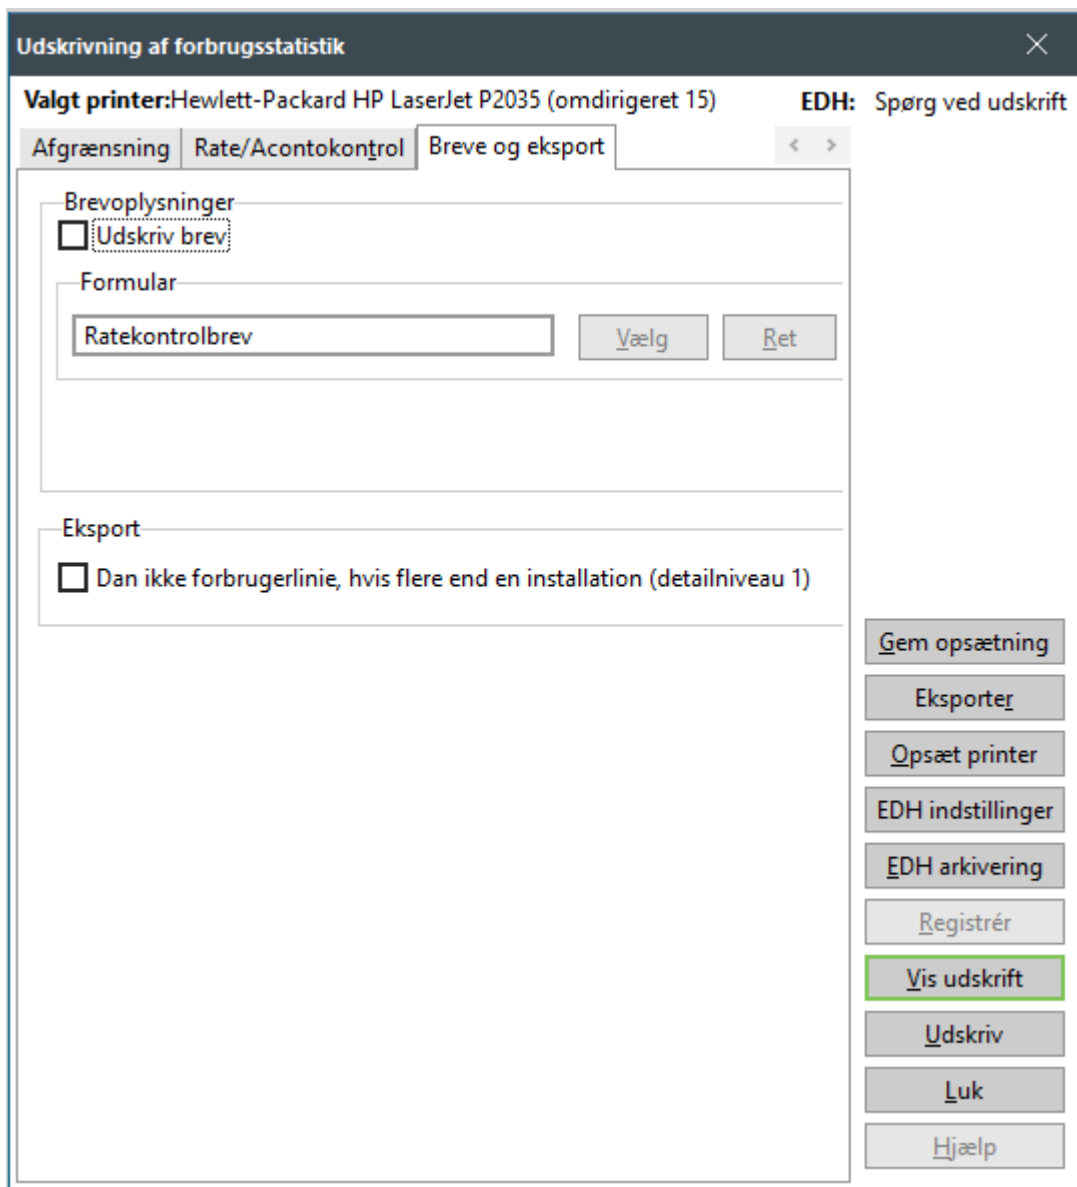 Udskrivning af forbrugsstatistik
Valgt printer:Hewlett-Packard HP LaserJet P2035 (omdirigeret 15) EDH: Spørg ved udskrift
Afgrænsning Rate/Acontokontrol Breve og eksport
Brevoplysninger
Udskriv brev
Formular
Ratekontrolbrev Vælg Ret
Eksport
Dan ikke forbrugerlinie, hvis flere end en installation (detailniveau 1)
Gem opsætning
Eksporter
Opsæt printer
EDH indstillinger
EDH arkivering
Registrér
Vis udskrift
Udskriv
Luk
Hjælp